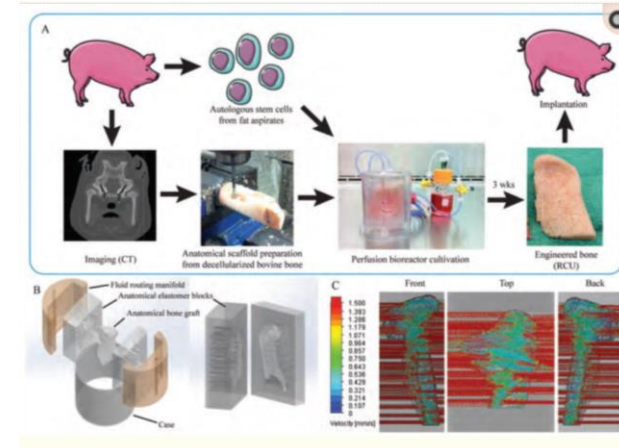 A
Autologous stem cells
from fat aspirates
Implantation
3 wks
Imaging (CT)
Anatomical scaffold preparation
from decellularized bovine bone
Perfusion bioreactor cultivation
Engineered bone
(RCU)
B
Fluid routing manifold
Anatomical elastomer blocks
Anatomical bone graft
Case
C
Front
Top
Back
1.500
1.393
1.286
1.179
1.071
0.964
0.857
0.750
0.643
0.536
0.429
0.321
0.214
0.107
0
Velocity [mm/s]